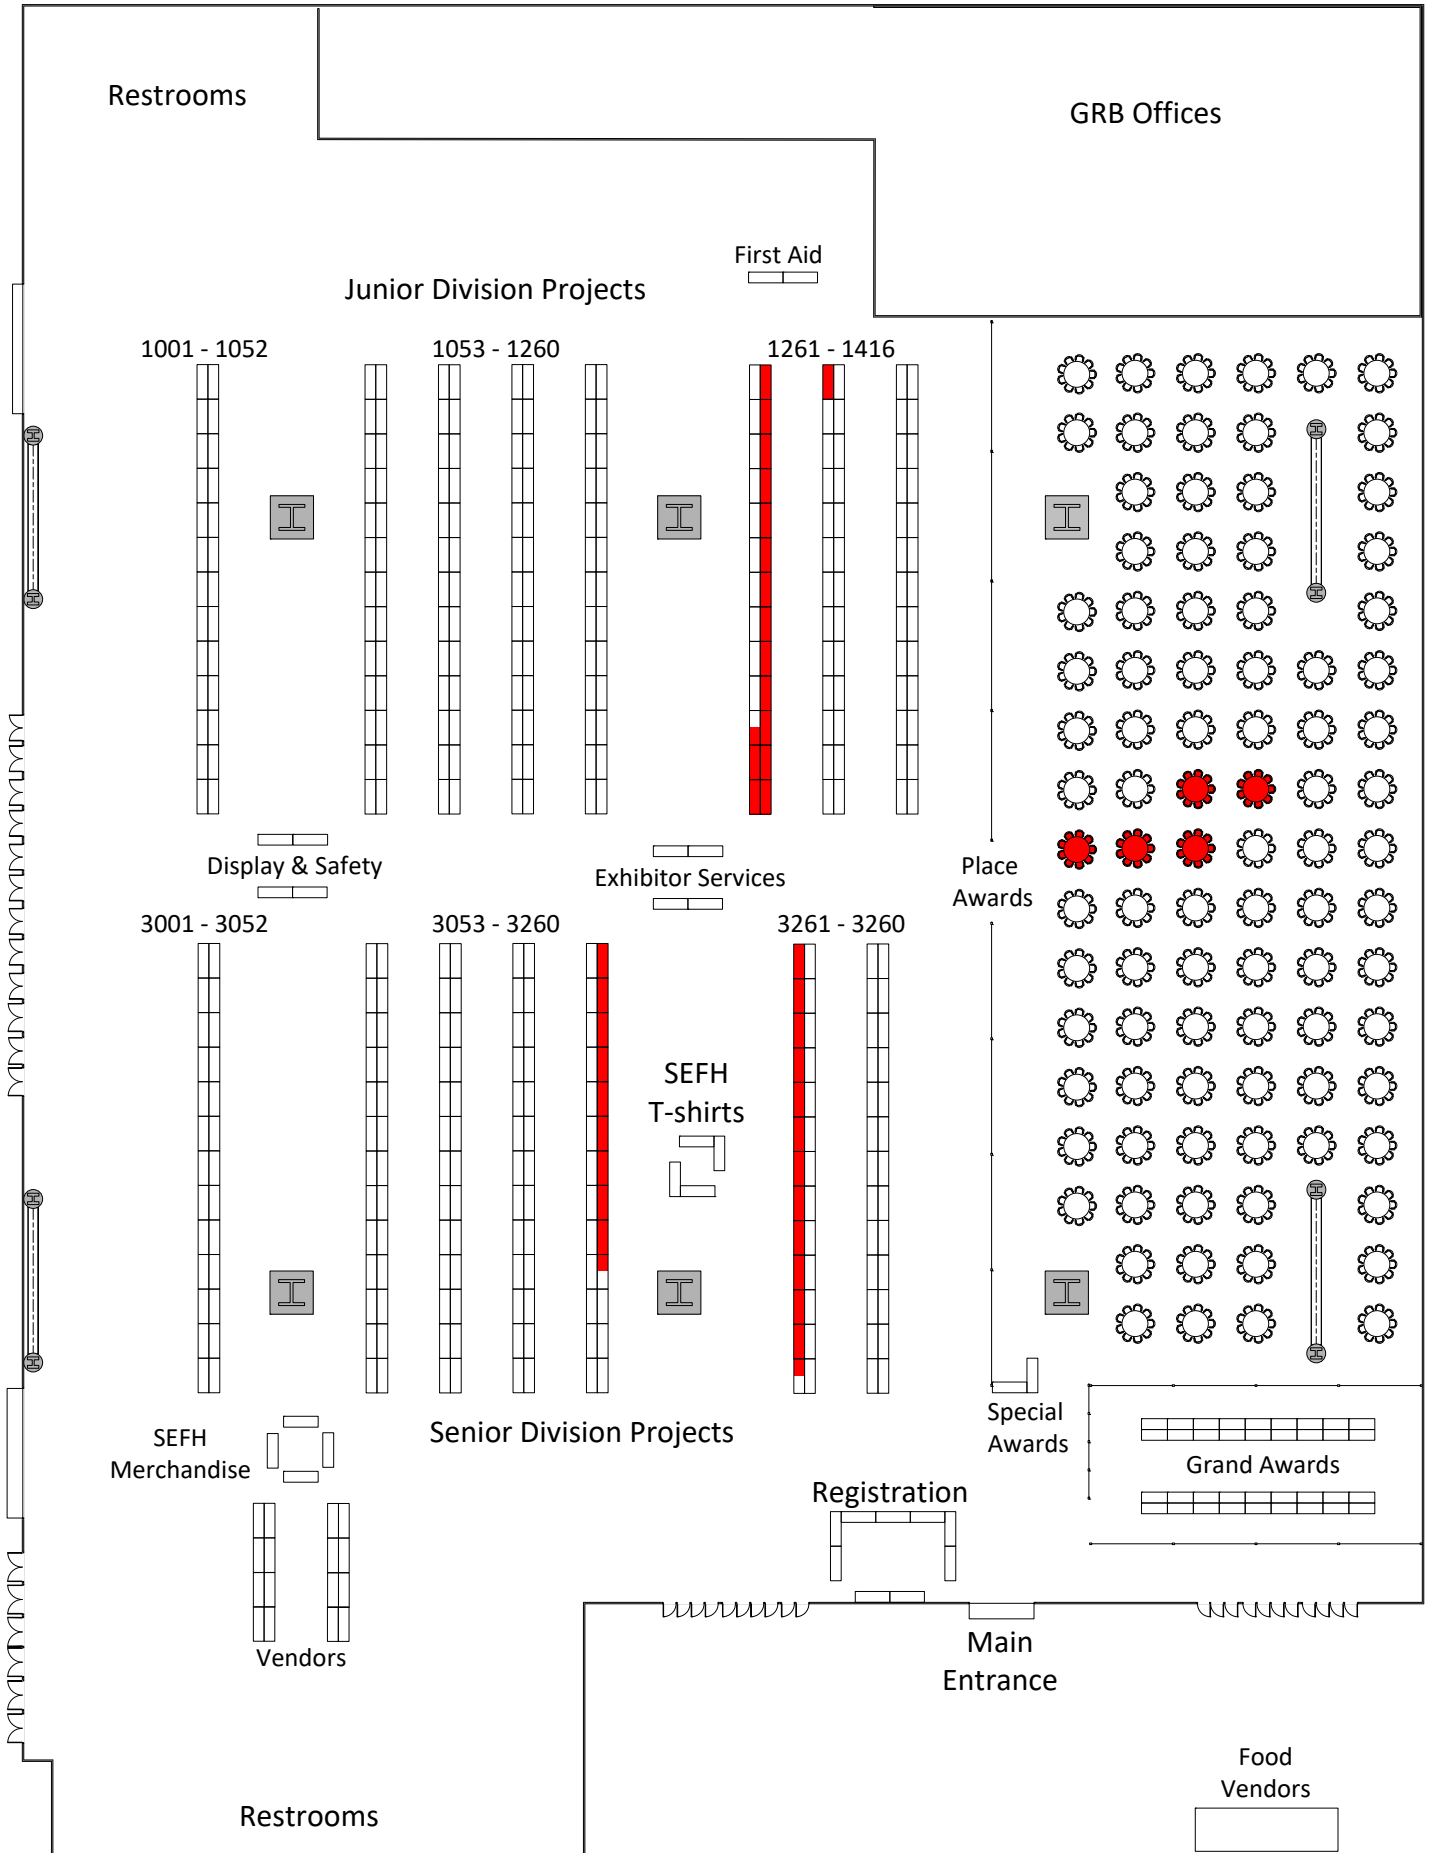 Restrooms
GRB Offices
First Aid
Junior Division Projects
1001 - 1052
1053 - 1260
1261 - 1416
Display & Safety
Exhibitor Services
Place
Awards
3001 - 3052
3053 - 3260
3261 - 3260
SEFH
T-shirts
Senior Division Projects
SEFH
Merchandise
Special
Awards
Grand Awards
Registration
Vendors
Main
Entrance
Food
Vendors
Restrooms